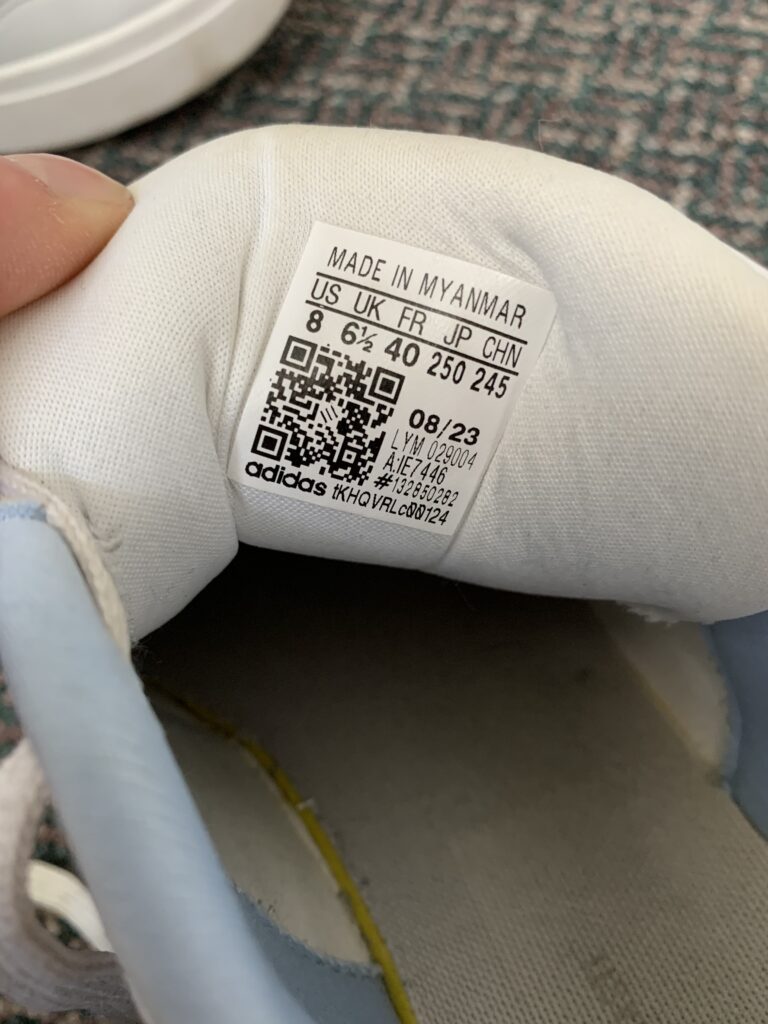 MADE IN MYANMAR
US UK FR JP CHN
8 6½ 40 250 245
08/23
LYM 029004
A:IE7446
#132850282
adidas tKHQVRLc00124